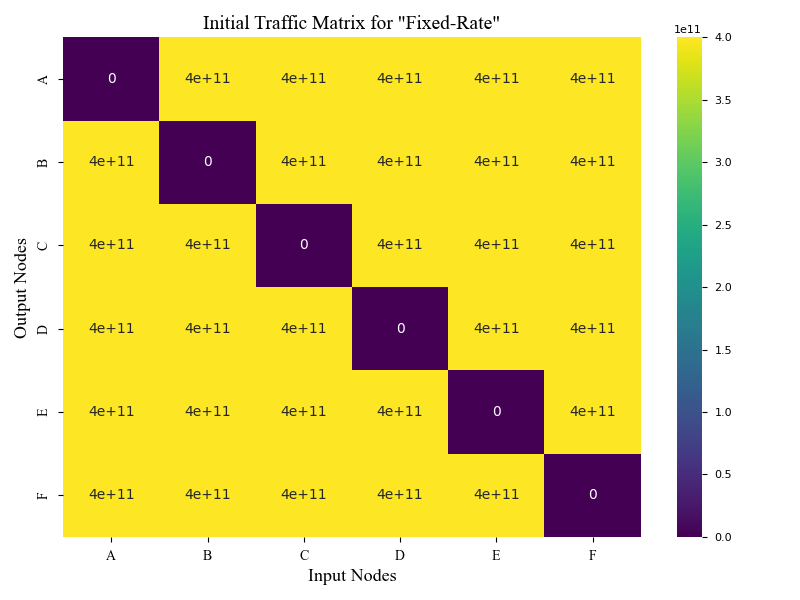 Initial Traffic Matrix for "Fixed-Rate"
1e11
A 0 4e+11 4e+11 4e+11 4e+11 4e+11
B 4e+11 0 4e+11 4e+11 4e+11 4e+11
C 4e+11 4e+11 0 4e+11 4e+11 4e+11
D 4e+11 4e+11 4e+11 0 4e+11 4e+11
E 4e+11 4e+11 4e+11 4e+11 0 4e+11
F 4e+11 4e+11 4e+11 4e+11 4e+11 0
A B C D E F
Input Nodes
Output Nodes
4.0
3.5
3.0
2.5
2.0
1.5
1.0
0.5
0.0